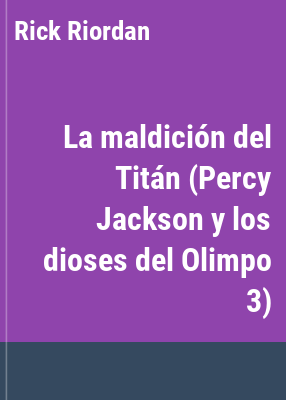 Rick Riordan
La maldición del
Titán (Percy
Jackson y los
dioses del Olimpo
3)